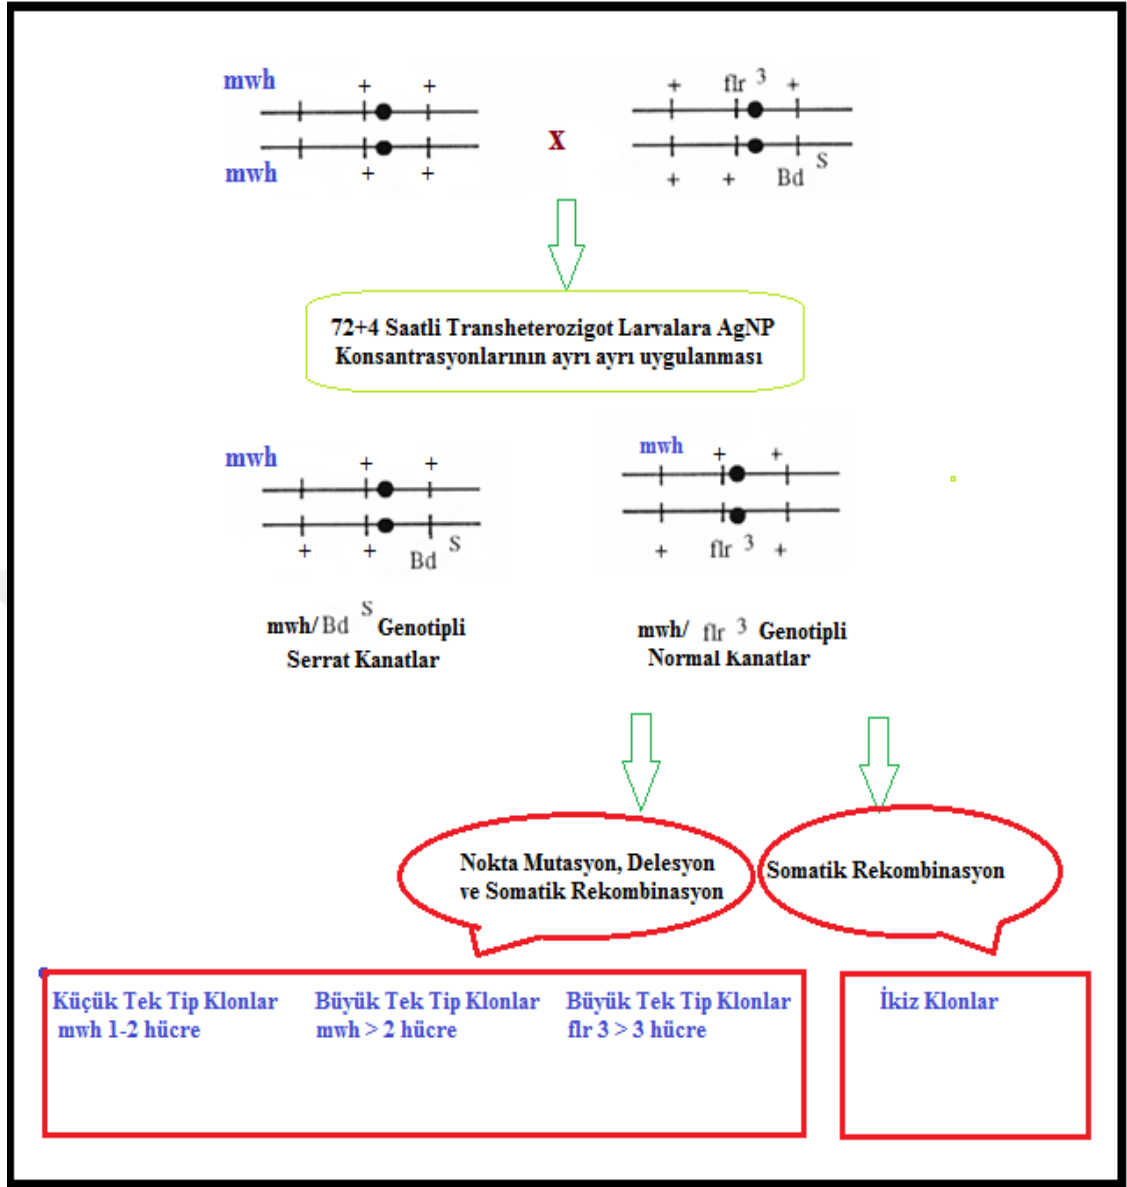 mwh + +
mwh + +
X
+ flr 3 +
+ + Bd S
72+4 Saatli Transheterozigot Larvalara AgNP
Konsantrasyonlarının ayrı ayrı uygulanması
mwh + +
+ + Bd S
mwh + +
+ flr 3 +
mwh/ Bd S Genotipli
Serrat Kanatlar
mwh/ flr 3 Genotipli
Normal Kanatlar
Nokta Mutasyon, Delesyon
ve Somatik Rekombinasyon
Somatik Rekombinasyon
Küçük Tek Tip Klonlar
mwh 1-2 hücre
Büyük Tek Tip Klonlar
mwh > 2 hücre
Büyük Tek Tip Klonlar
flr 3 > 3 hücre
İkiz Klonlar